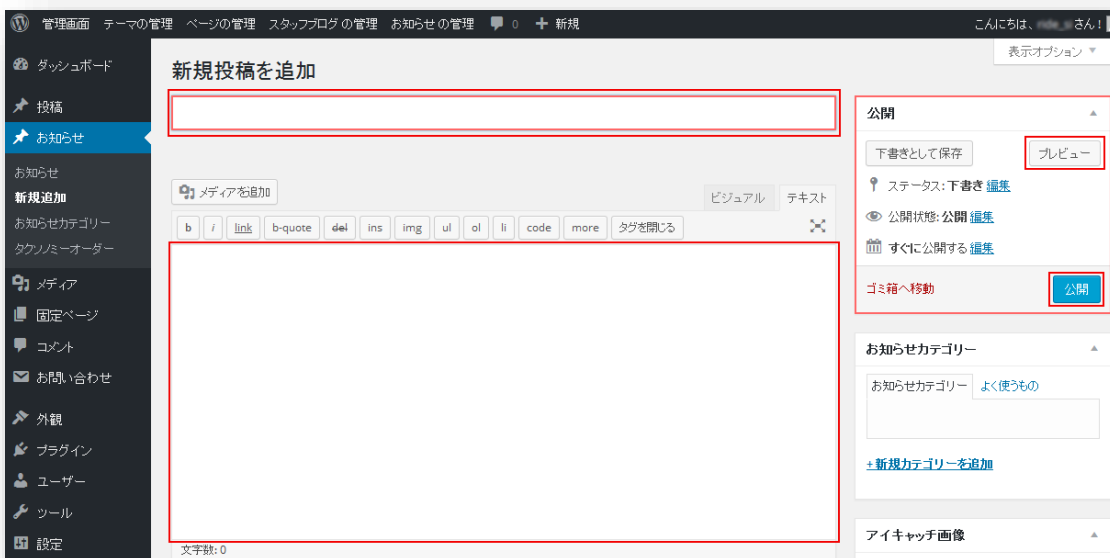 管理画面 テーマの管理 ページの管理 スタッフブログの管理 お知らせの管理 0 新規 こんにちは、 さん！
表示オプション
ダッシュボード
投稿
お知らせ
お知らせ
新規追加
お知らせカテゴリー
タクソノミーオーダー
メディア
固定ページ
コメント
お問い合わせ
外観
プラグイン
ユーザー
ツール
設定
新規投稿を追加
メディアを追加
ビジュアル テキスト
b i link b-quote del ins img ul ol li code more タグを閉じる
文字数: 0
公開
下書きとして保存 プレビュー
ステータス: 下書き 編集
公開状態: 公開 編集
すぐに公開する 編集
ゴミ箱へ移動 公開
お知らせカテゴリー
お知らせカテゴリー よく使うもの
+新規カテゴリーを追加
アイキャッチ画像